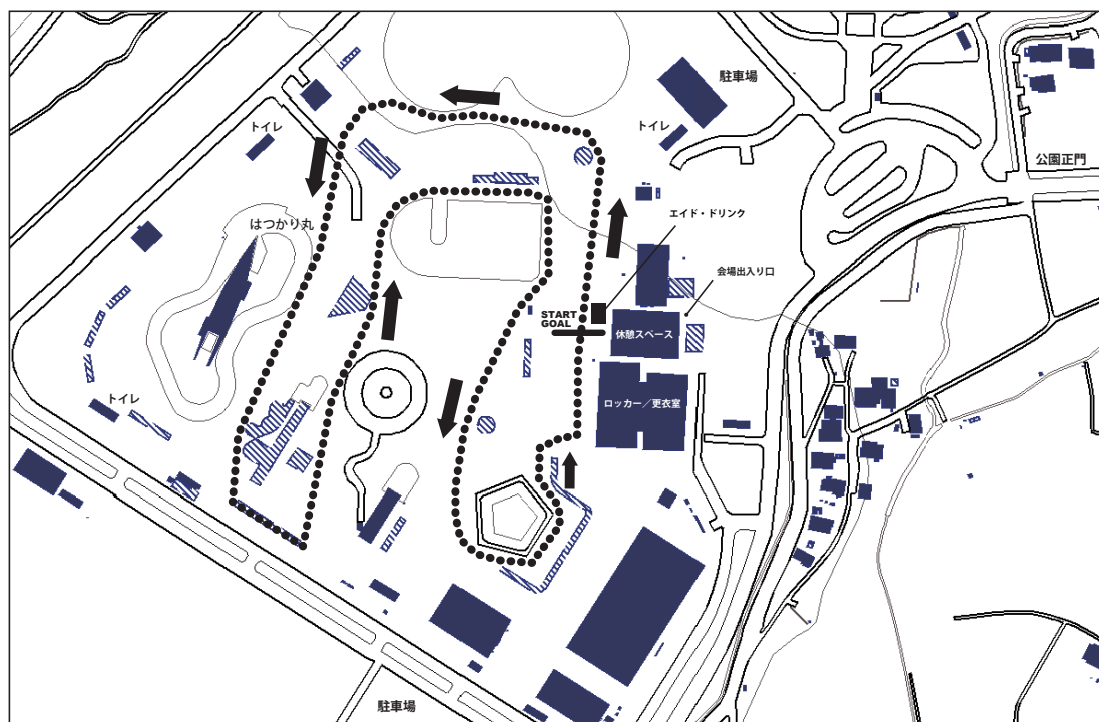 駐車場
トイレ
トイレ
公園正門
エイド・ドリンク
はつかり丸
会場出入り口
START
GOAL
休憩スペース
トイレ
ロッカー／更衣室
駐車場